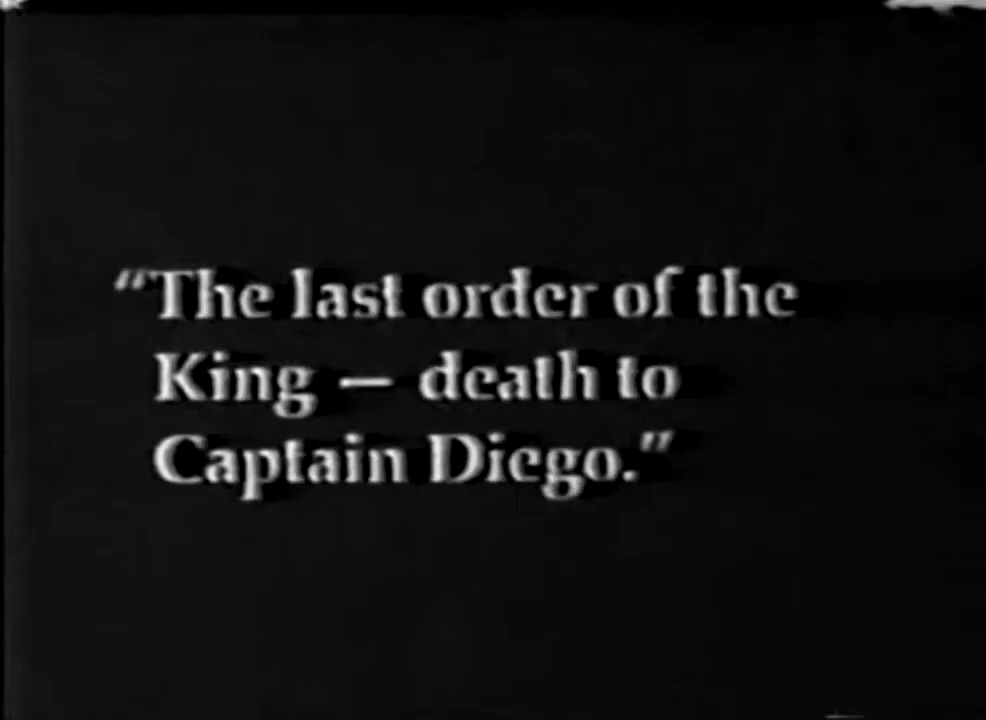 “The last order of the
King — death to
Captain Diego.”